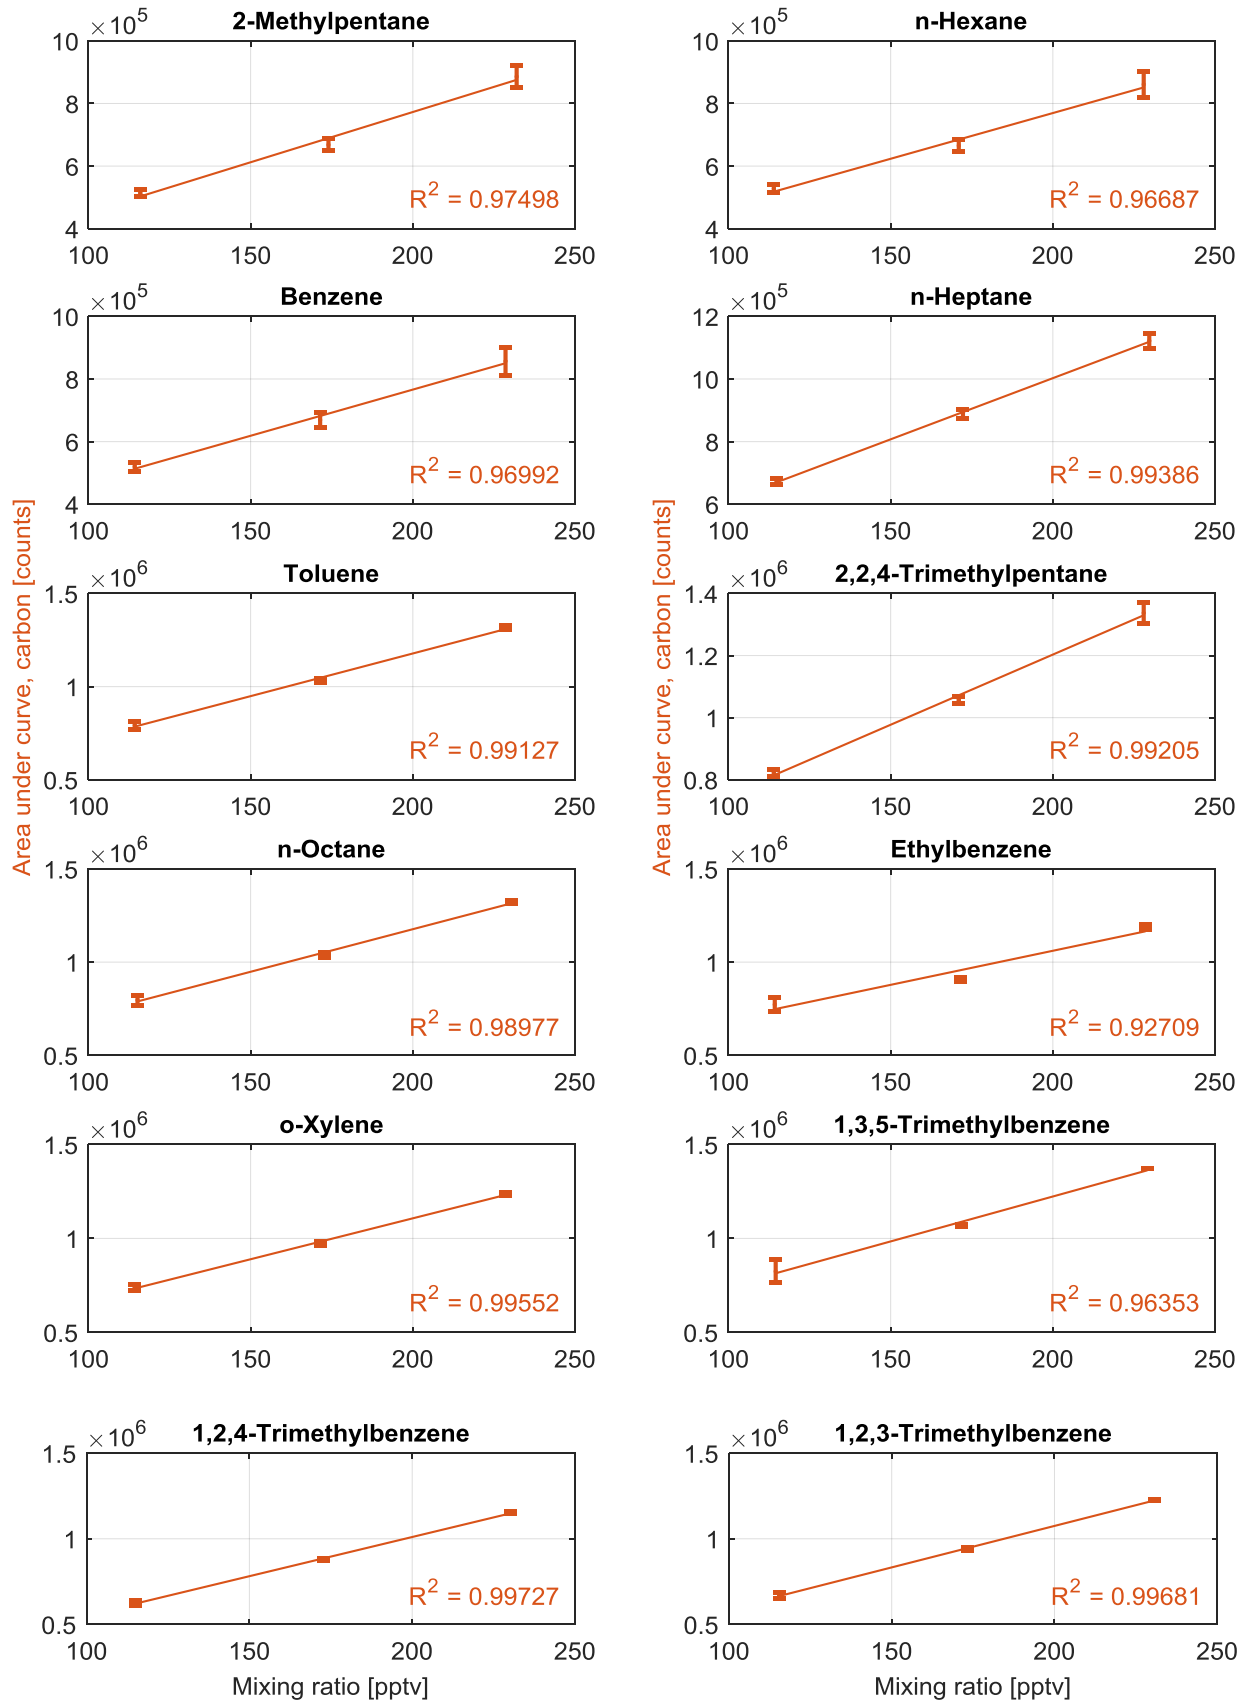 2-Methylpentane
×10^5
10
8
6
4
R^2 = 0.97498
100 150 200 250
n-Hexane
×10^5
10
8
6
4
R^2 = 0.96687
100 150 200 250
Benzene
×10^5
10
8
6
4
R^2 = 0.96992
100 150 200 250
n-Heptane
×10^5
12
10
8
6
R^2 = 0.99386
100 150 200 250
Area under curve, carbon [counts]
Toluene
×10^6
1.5
1
0.5
R^2 = 0.99127
100 150 200 250
Area under curve, carbon [counts]
2,2,4-Trimethylpentane
×10^6
1.4
1.2
1
0.8
R^2 = 0.99205
100 150 200 250
n-Octane
×10^6
1.5
1
0.5
R^2 = 0.98977
100 150 200 250
Ethylbenzene
×10^6
1.5
1
0.5
R^2 = 0.92709
100 150 200 250
o-Xylene
×10^6
1.5
1
0.5
R^2 = 0.99552
100 150 200 250
1,3,5-Trimethylbenzene
×10^6
1.5
1
0.5
R^2 = 0.96353
100 150 200 250
1,2,4-Trimethylbenzene
×10^6
1.5
1
0.5
R^2 = 0.99727
100 150 200 250
Mixing ratio [pptv]
1,2,3-Trimethylbenzene
×10^6
1.5
1
0.5
R^2 = 0.99681
100 150 200 250
Mixing ratio [pptv]